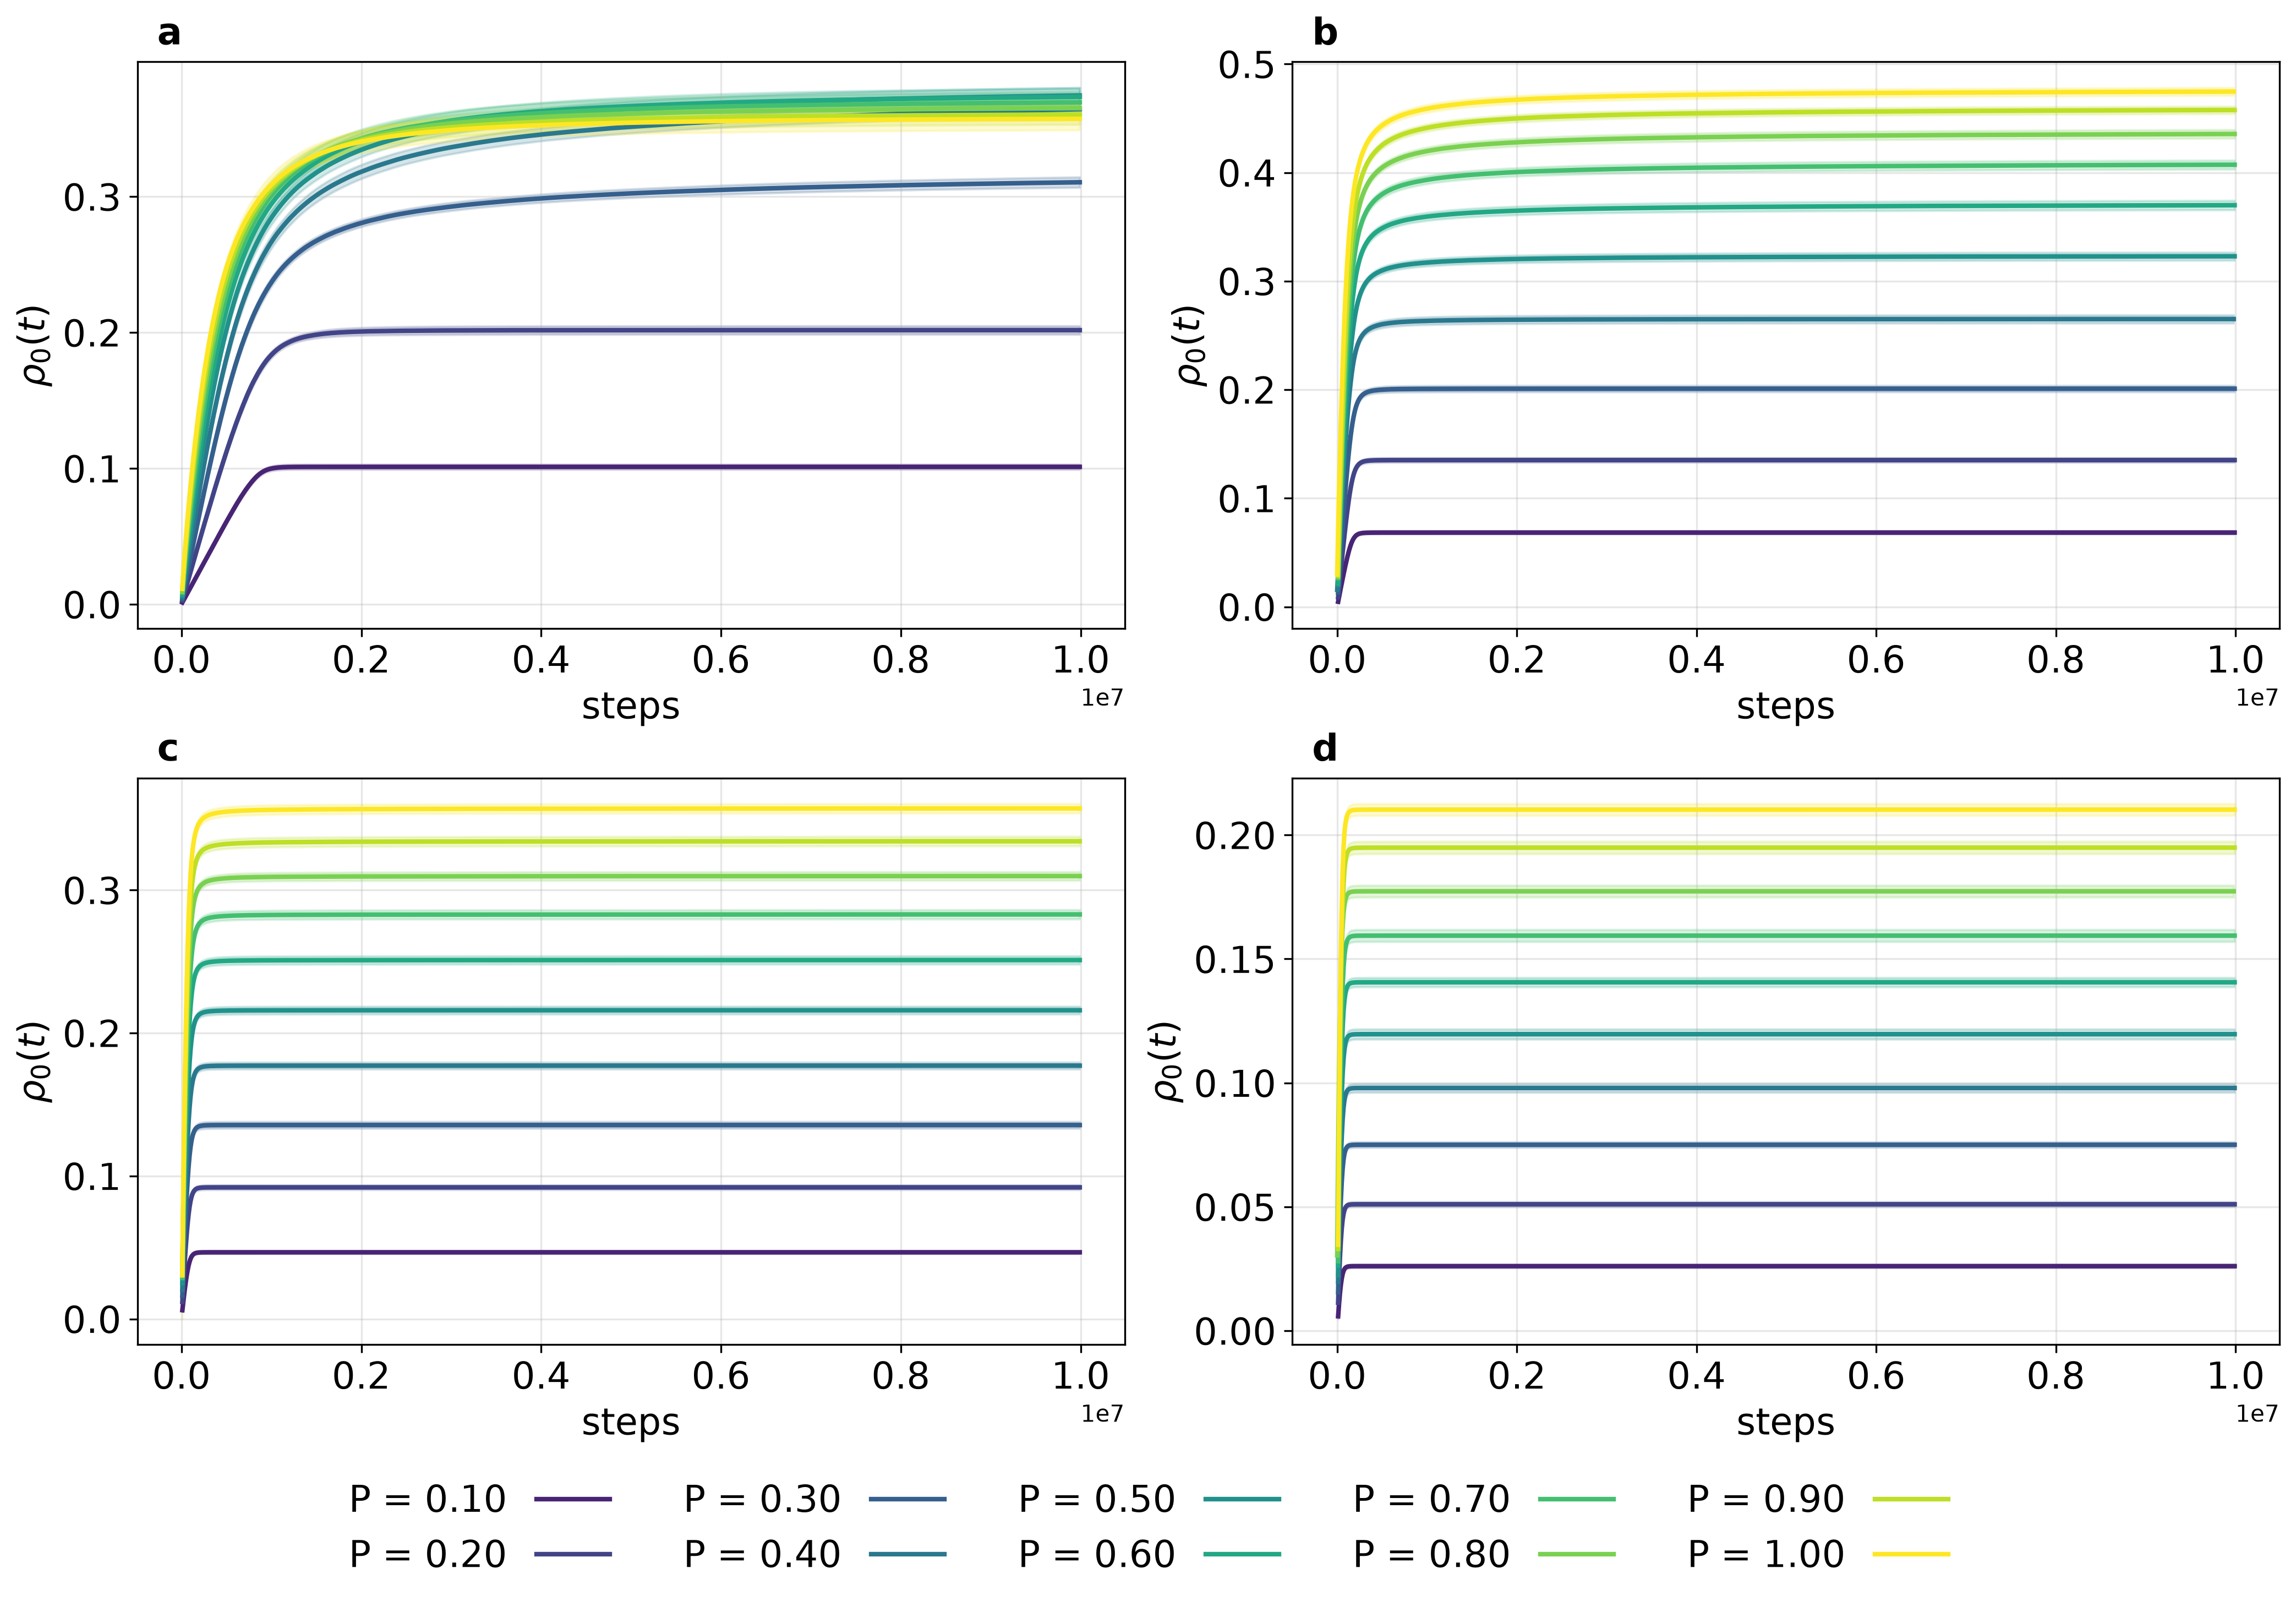 a
ρ₀(t)
0.3
0.2
0.1
0.0
0.0 0.2 0.4 0.6 0.8 1.0
1e7
steps
b
ρ₀(t)
0.5
0.4
0.3
0.2
0.1
0.0
0.0 0.2 0.4 0.6 0.8 1.0
1e7
steps
c
ρ₀(t)
0.3
0.2
0.1
0.0
0.0 0.2 0.4 0.6 0.8 1.0
1e7
steps
d
ρ₀(t)
0.20
0.15
0.10
0.05
0.00
0.0 0.2 0.4 0.6 0.8 1.0
1e7
steps
P = 0.10 P = 0.30 P = 0.50 P = 0.70 P = 0.90
P = 0.20 P = 0.40 P = 0.60 P = 0.80 P = 1.00